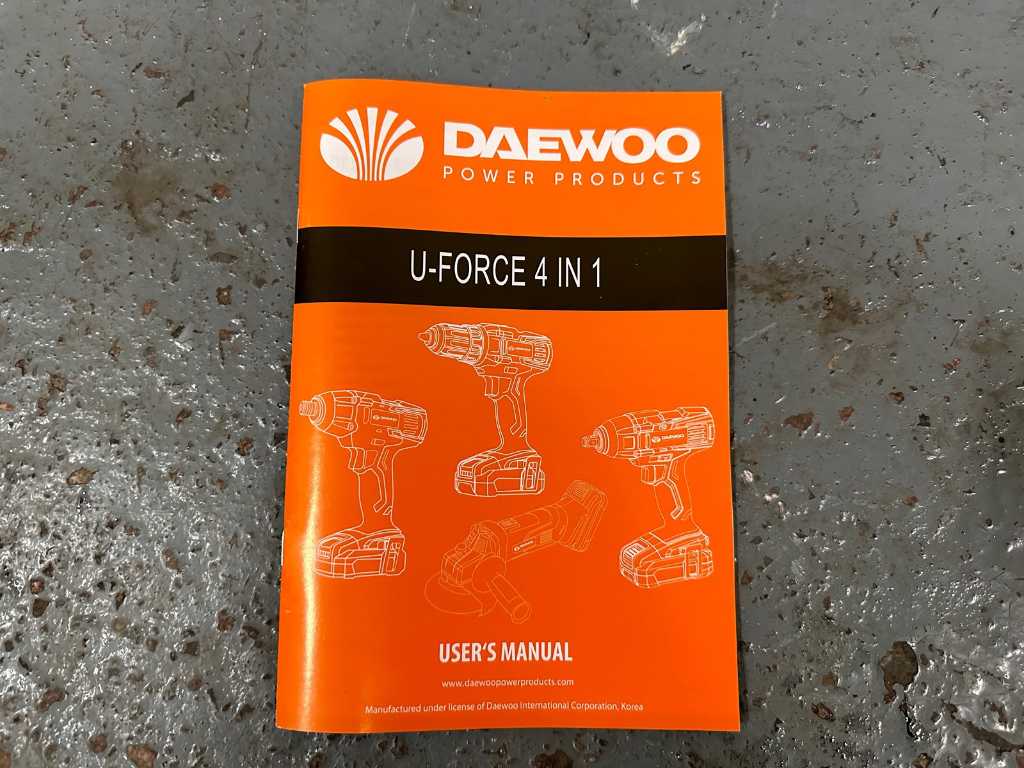 DAEWOO
POWER PRODUCTS
U-FORCE 4 IN 1
DAEWOO
USER'S MANUAL
www.daewoopowerproducts.com
Manufactured under license of Daewoo International Corporation, Korea